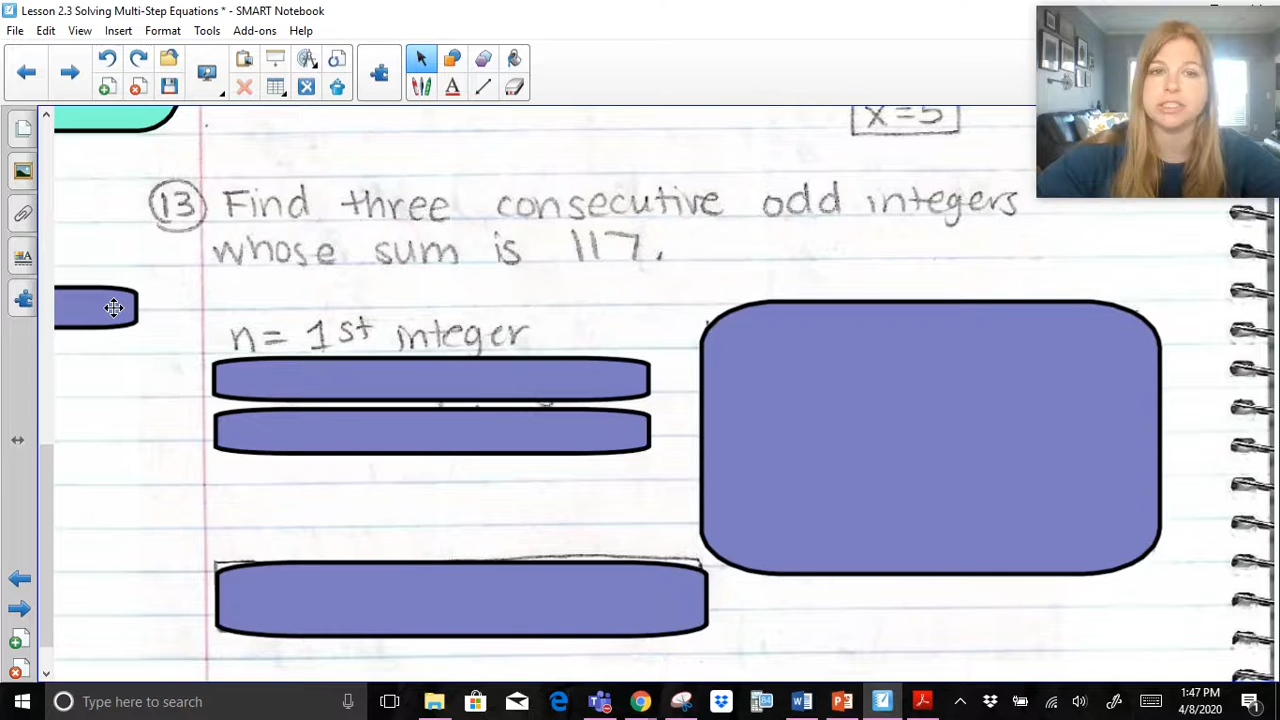 Lesson 2.3 Solving Multi-Step Equations * - SMART Notebook
File Edit View Insert Format Tools Add-ons Help
x=5
13 Find three consecutive odd integers
whose sum is 117.
n= 1st integer
Type here to search
1:47 PM
4/8/2020